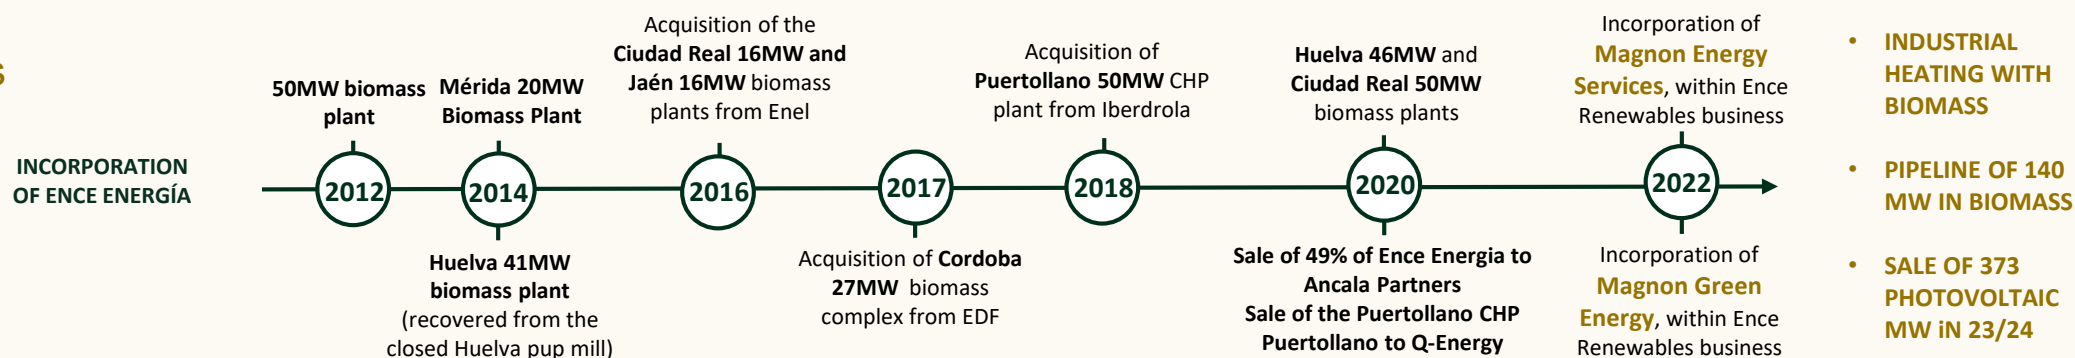 S
INCORPORATION
OF ENCE ENERGÍA
50MW biomass
plant
2012
Mérida 20MW
Biomass Plant
2014
Huelva 41MW
biomass plant
(recovered from the
closed Huelva pup mill)
Acquisition of the
Ciudad Real 16MW and
Jaén 16MW biomass
plants from Enel
2016
2017
Acquisition of Cordoba
27MW biomass
complex from EDF
Acquisition of
Puertollano 50MW CHP
plant from Iberdrola
2018
Huelva 46MW and
Ciudad Real 50MW
biomass plants
2020
Sale of 49% of Ence Energia to
Ancala Partners
Sale of the Puertollano CHP
Puertollano to Q-Energy
Incorporation of
Magnon Energy
Services, within Ence
Renewables business
2022
Incorporation of
Magnon Green
Energy, within Ence
Renewables business
• INDUSTRIAL
HEATING WITH
BIOMASS
• PIPELINE OF 140
MW IN BIOMASS
• SALE OF 373
PHOTOVOLTAIC
MW iN 23/24